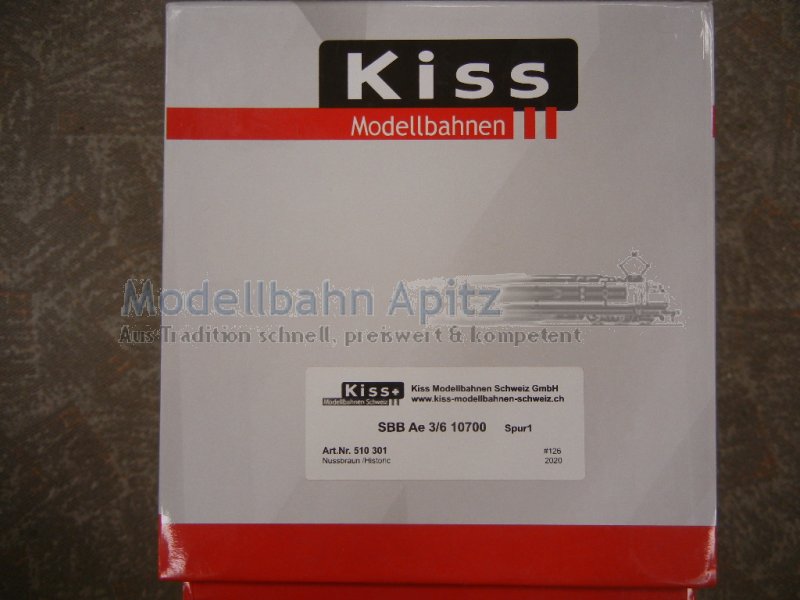 Kiss
Modellbahnen
Modellbahn Apitz
Aus Tradition schnell, preiswert & kompetent
Kiss+ Kiss Modellbahnen Schweiz GmbH
Modellbahnen Schweiz www.kiss-modellbahnen-schweiz.ch
SBB Ae 3/6 10700 Spur1
Art.Nr. 510 301 #126
Nussbraun /Historic 2020